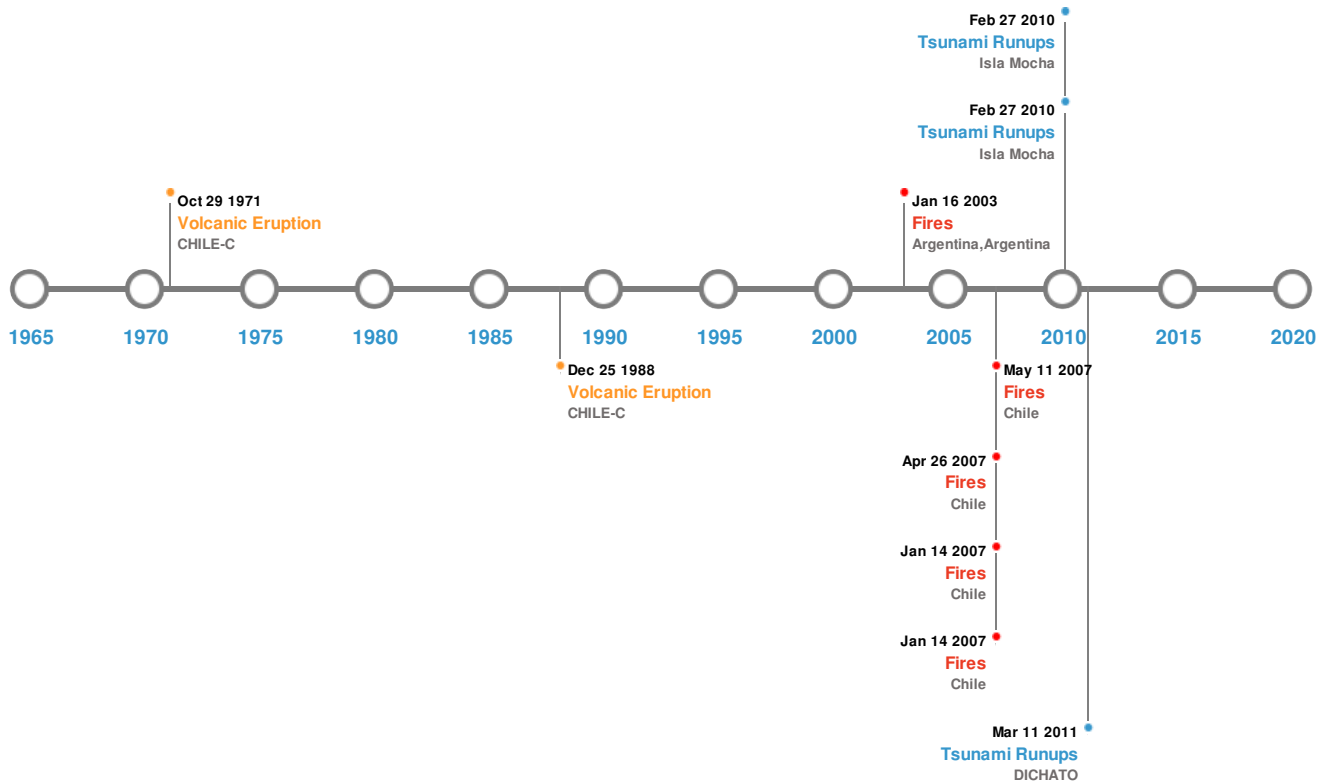 Feb 27 2010
Tsunami Runups
Isla Mocha
Feb 27 2010
Tsunami Runups
Isla Mocha
Oct 29 1971
Volcanic Eruption
CHILE-C
Jan 16 2003
Fires
Argentina,Argentina
1965 1970 1975 1980 1985 1990 1995 2000 2005 2010 2015 2020
Dec 25 1988
Volcanic Eruption
CHILE-C
May 11 2007
Fires
Chile
Apr 26 2007
Fires
Chile
Jan 14 2007
Fires
Chile
Jan 14 2007
Fires
Chile
Mar 11 2011
Tsunami Runups
DICHATO